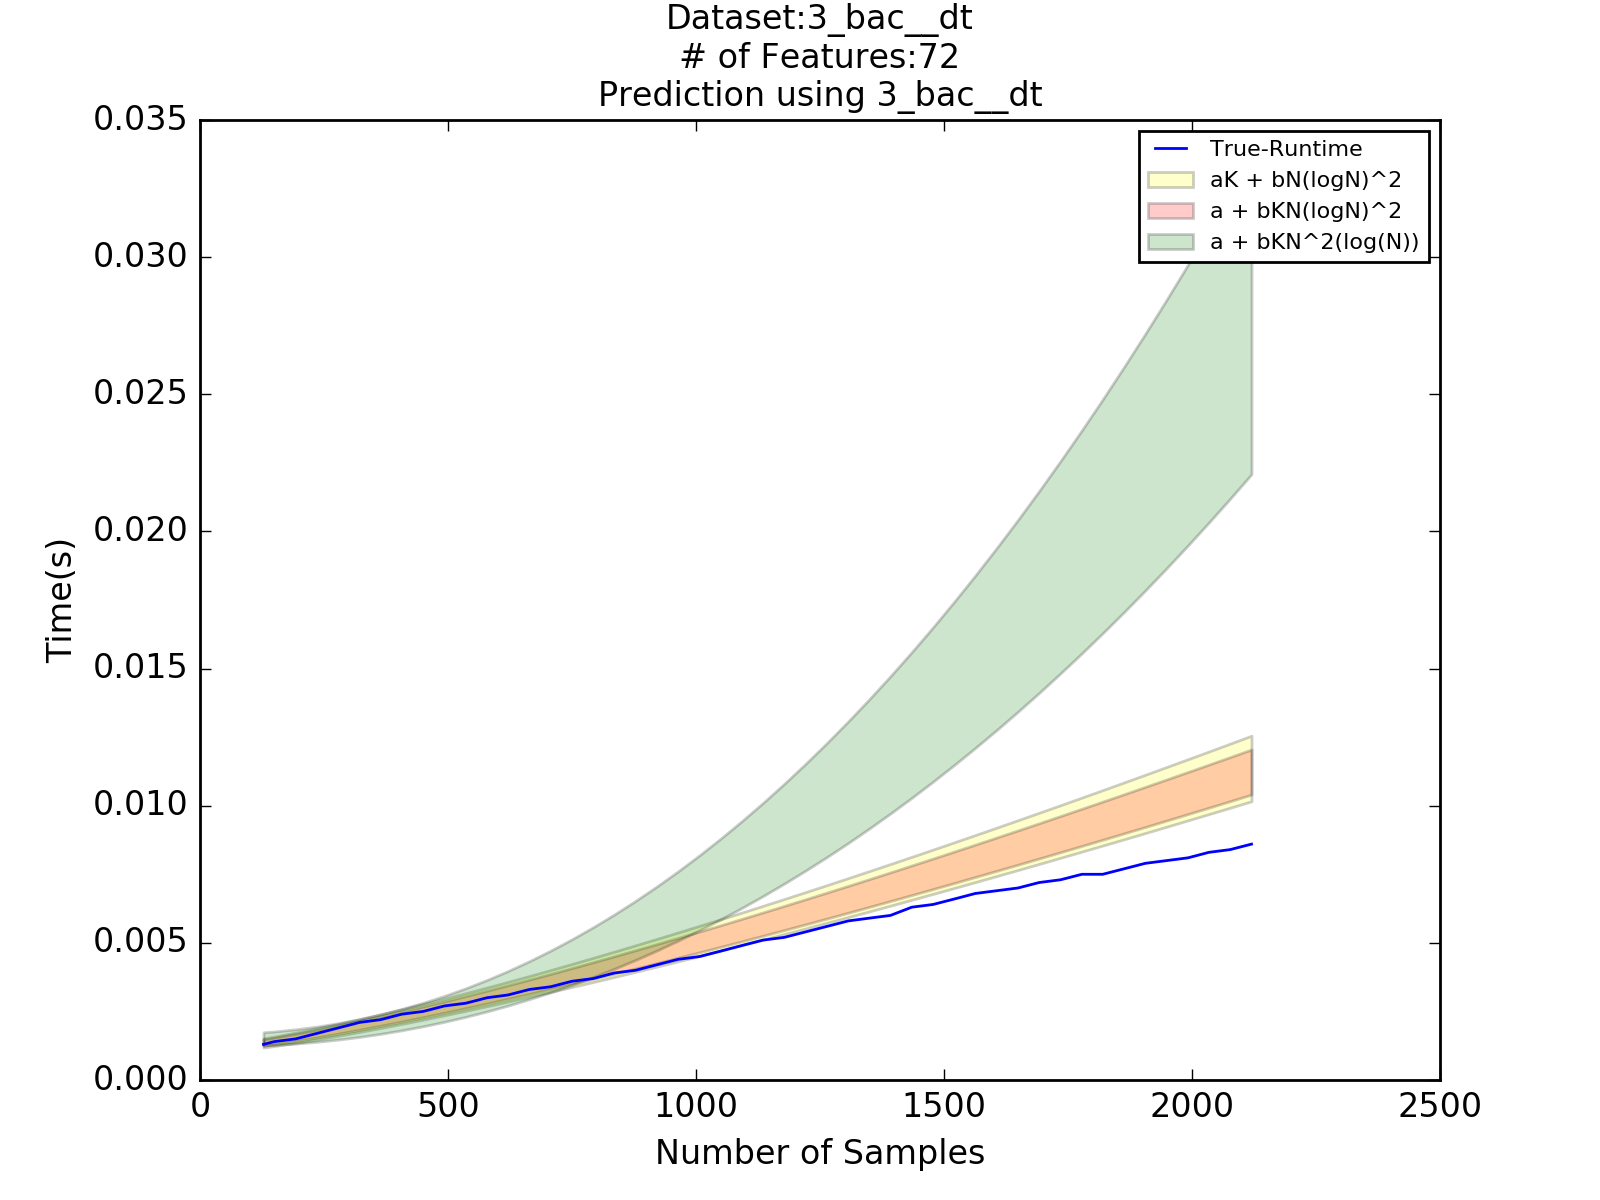 Dataset:3_bac__dt
# of Features:72
Prediction using 3_bac__dt
0.035
0.030
0.025
0.020
0.015
0.010
0.005
0.000
Time(s)
True-Runtime
aK + bN(logN)^2
a + bKN(logN)^2
a + bKN^2(log(N))
0
500
1000
1500
2000
2500
Number of Samples